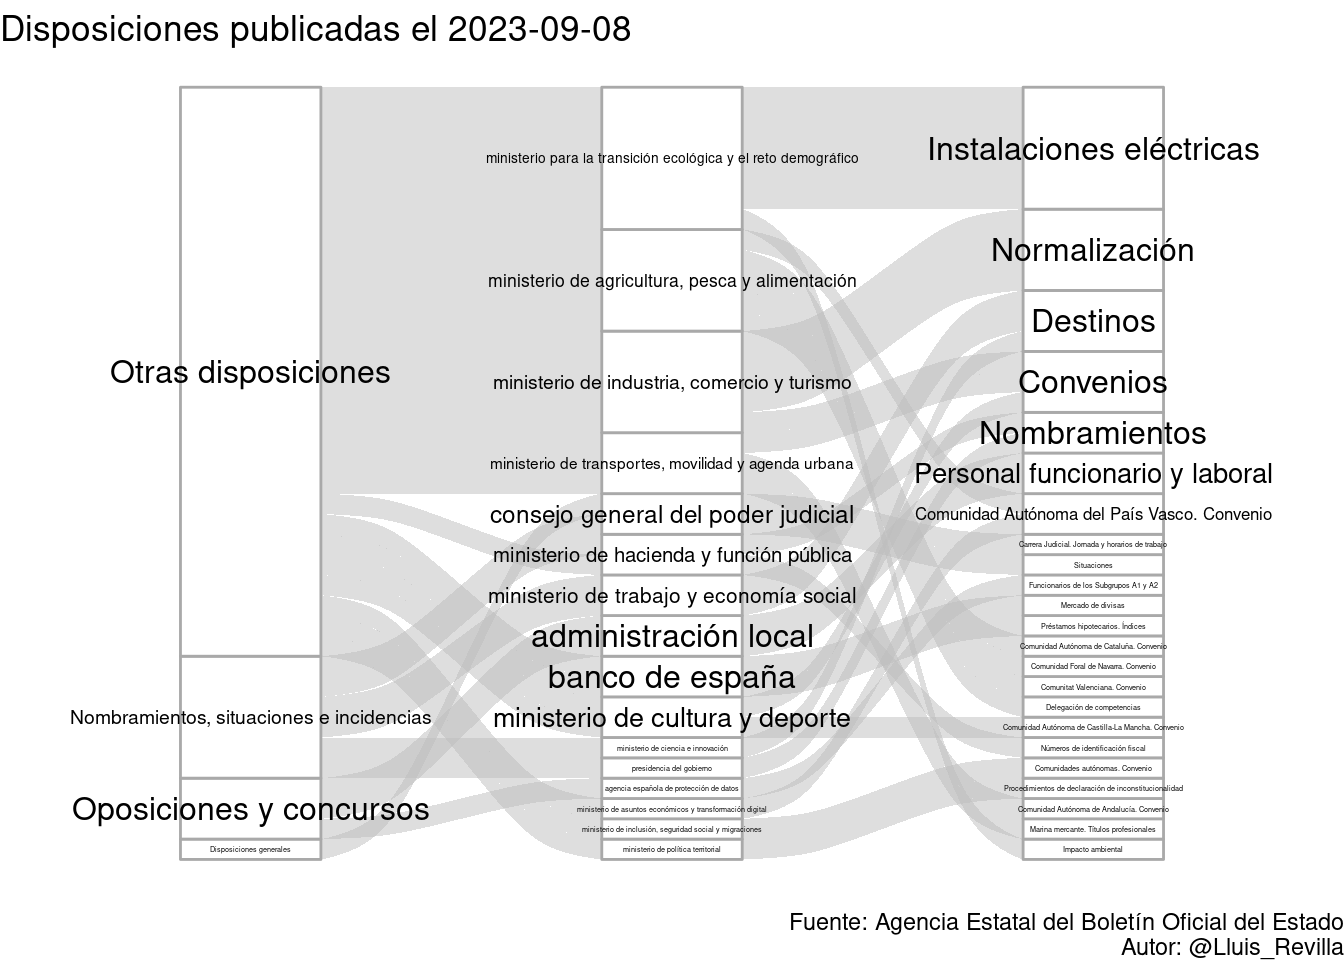 Disposiciones publicadas el 2023-09-08
Otras disposiciones
Nombramientos, situaciones e incidencias
Oposiciones y concursos
Disposiciones generales
ministerio para la transición ecológica y el reto demográfico
ministerio de agricultura, pesca y alimentación
ministerio de industria, comercio y turismo
ministerio de transportes, movilidad y agenda urbana
consejo general del poder judicial
ministerio de hacienda y función pública
ministerio de trabajo y economía social
administración local
banco de españa
ministerio de cultura y deporte
ministerio de ciencia e innovación
presidencia del gobierno
agencia española de protección de datos
ministerio de asuntos económicos y transformación digital
ministerio de inclusión, seguridad social y migraciones
ministerio de política territorial
Instalaciones eléctricas
Normalización
Destinos
Convenios
Nombramientos
Personal funcionario y laboral
Comunidad Autónoma del País Vasco. Convenio
Carrera Judicial. Jornada y horarios de trabajo
Situaciones
Funcionarios de los Subgrupos A1 y A2
Mercado de divisas
Préstamos hipotecarios. Índices
Comunidad Autónoma de Cataluña. Convenio
Comunidad Foral de Navarra. Convenio
Comunitat Valenciana. Convenio
Delegación de competencias
Comunidad Autónoma de Castilla-La Mancha. Convenio
Números de identificación fiscal
Comunidades autónomas. Convenio
Procedimientos de declaración de inconstitucionalidad
Comunidad Autónoma de Andalucía. Convenio
Marina mercante. Títulos profesionales
Impacto ambiental
Fuente: Agencia Estatal del Boletín Oficial del Estado
Autor: @Lluis_Revilla